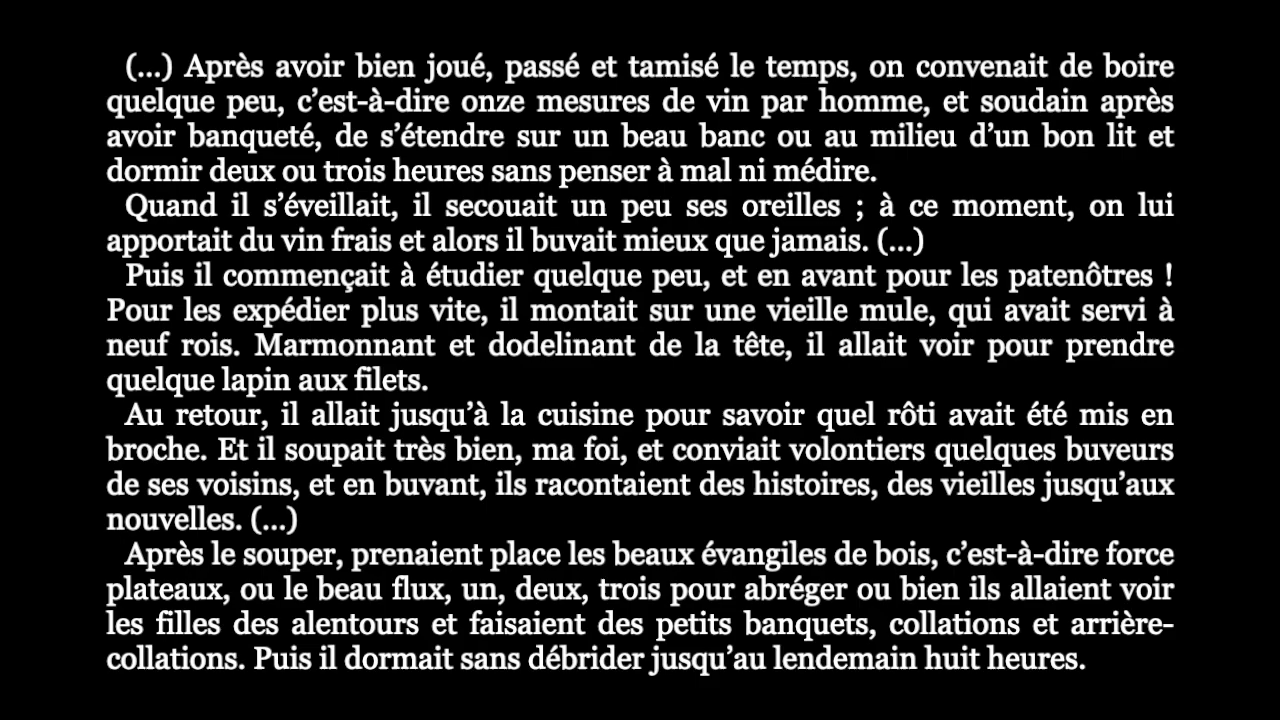 (...) Après avoir bien joué, passé et tamisé le temps, on convenait de boire
quelque peu, c’est-à-dire onze mesures de vin par homme, et soudain après
avoir banqueté, de s’étendre sur un beau banc ou au milieu d’un bon lit et
dormir deux ou trois heures sans penser à mal ni médire.
Quand il s’éveillait, il secouait un peu ses oreilles ; à ce moment, on lui
apportait du vin frais et alors il buvait mieux que jamais. (...)
Puis il commençait à étudier quelque peu, et en avant pour les patenôtres !
Pour les expédier plus vite, il montait sur une vieille mule, qui avait servi à
neuf rois. Marmonnant et dodelinant de la tête, il allait voir pour prendre
quelque lapin aux filets.
Au retour, il allait jusqu’à la cuisine pour savoir quel rôti avait été mis en
broche. Et il soupait très bien, ma foi, et conviait volontiers quelques buveurs
de ses voisins, et en buvant, ils racontaient des histoires, des vieilles jusqu’aux
nouvelles. (...)
Après le souper, prenaient place les beaux évangiles de bois, c’est-à-dire force
plateaux, ou le beau flux, un, deux, trois pour abréger ou bien ils allaient voir
les filles des alentours et faisaient des petits banquets, collations et arrière-
collations. Puis il dormait sans débrider jusqu’au lendemain huit heures.